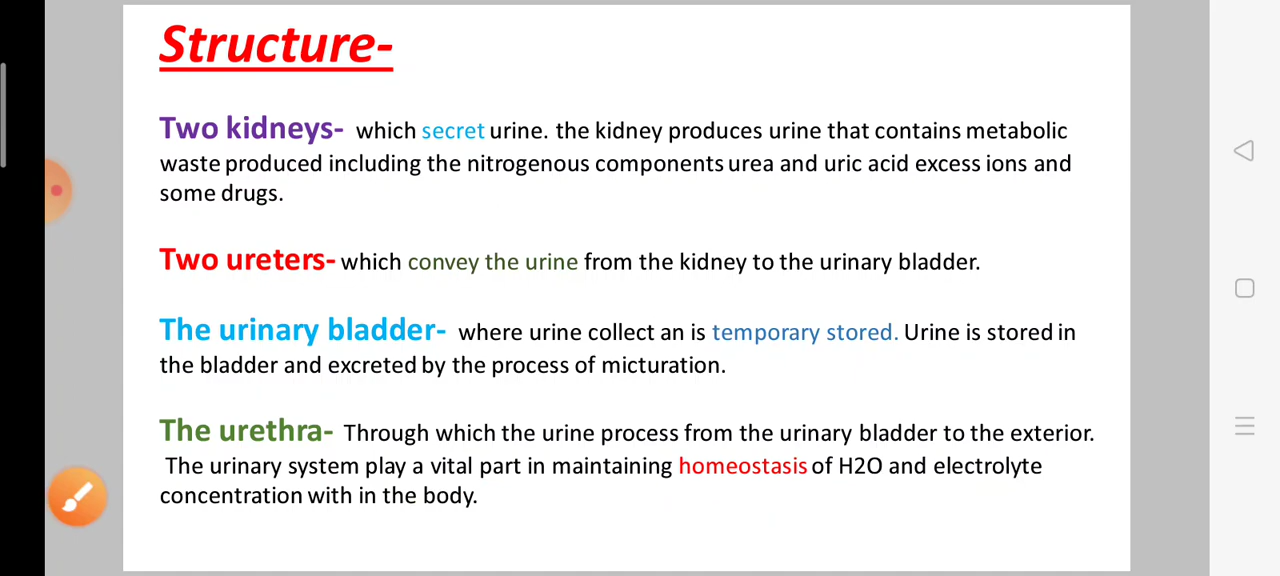 Structure-
Two kidneys- which secret urine. the kidney produces urine that contains metabolic
waste produced including the nitrogenous components urea and uric acid excess ions and
some drugs.
Two ureters- which convey the urine from the kidney to the urinary bladder.
The urinary bladder- where urine collect an is temporary stored. Urine is stored in
the bladder and excreted by the process of micturation.
The urethra- Through which the urine process from the urinary bladder to the exterior.
The urinary system play a vital part in maintaining homeostasis of H2O and electrolyte
concentration with in the body.